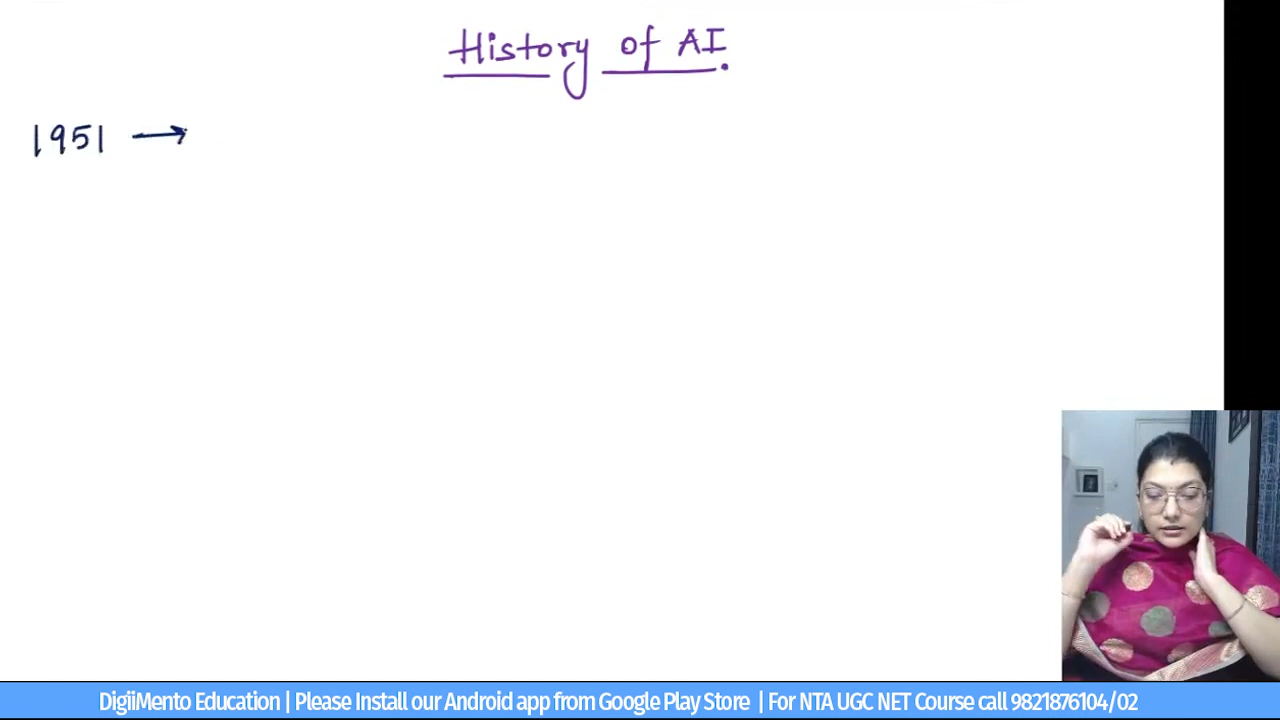 History of AI.
1951 →
DigiiMento Education | Please Install our Android app from Google Play Store | For NTA UGC NET Course call 9821876104/02